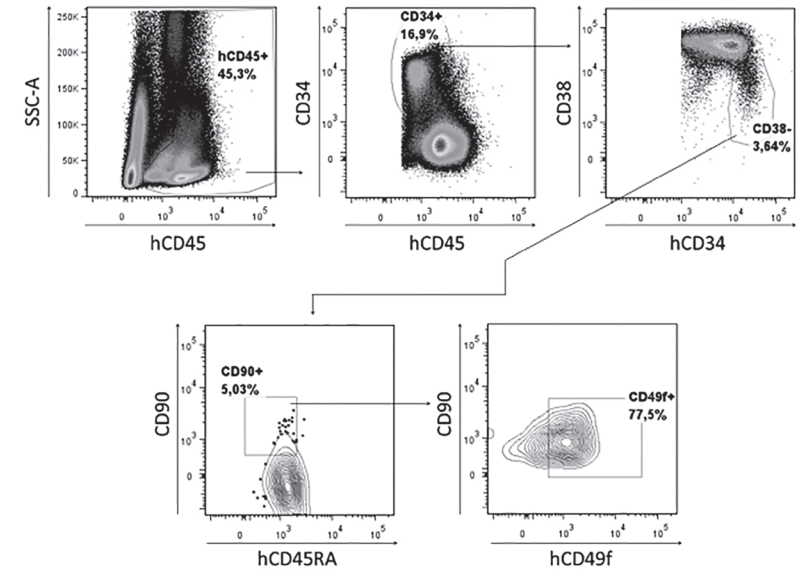 250K
200K
150K
100K
50K
0
SSC-A
hCD45+
45,3%
0 10³ 10⁴ 10⁵
hCD45
CD34+
16,9%
10⁵
10⁴
10³
0
CD34
0 10³ 10⁴ 10⁵
hCD45
10⁵
10⁴
10³
0
CD38
CD38-
3,64%
0 10³ 10⁴ 10⁵
hCD34
10⁵
10⁴
10³
0
CD90
CD90+
5,03%
0 10³ 10⁴ 10⁵
hCD45RA
10⁵
10⁴
10³
0
CD90
CD49f+
77,5%
0 10³ 10⁴ 10⁵
hCD49f